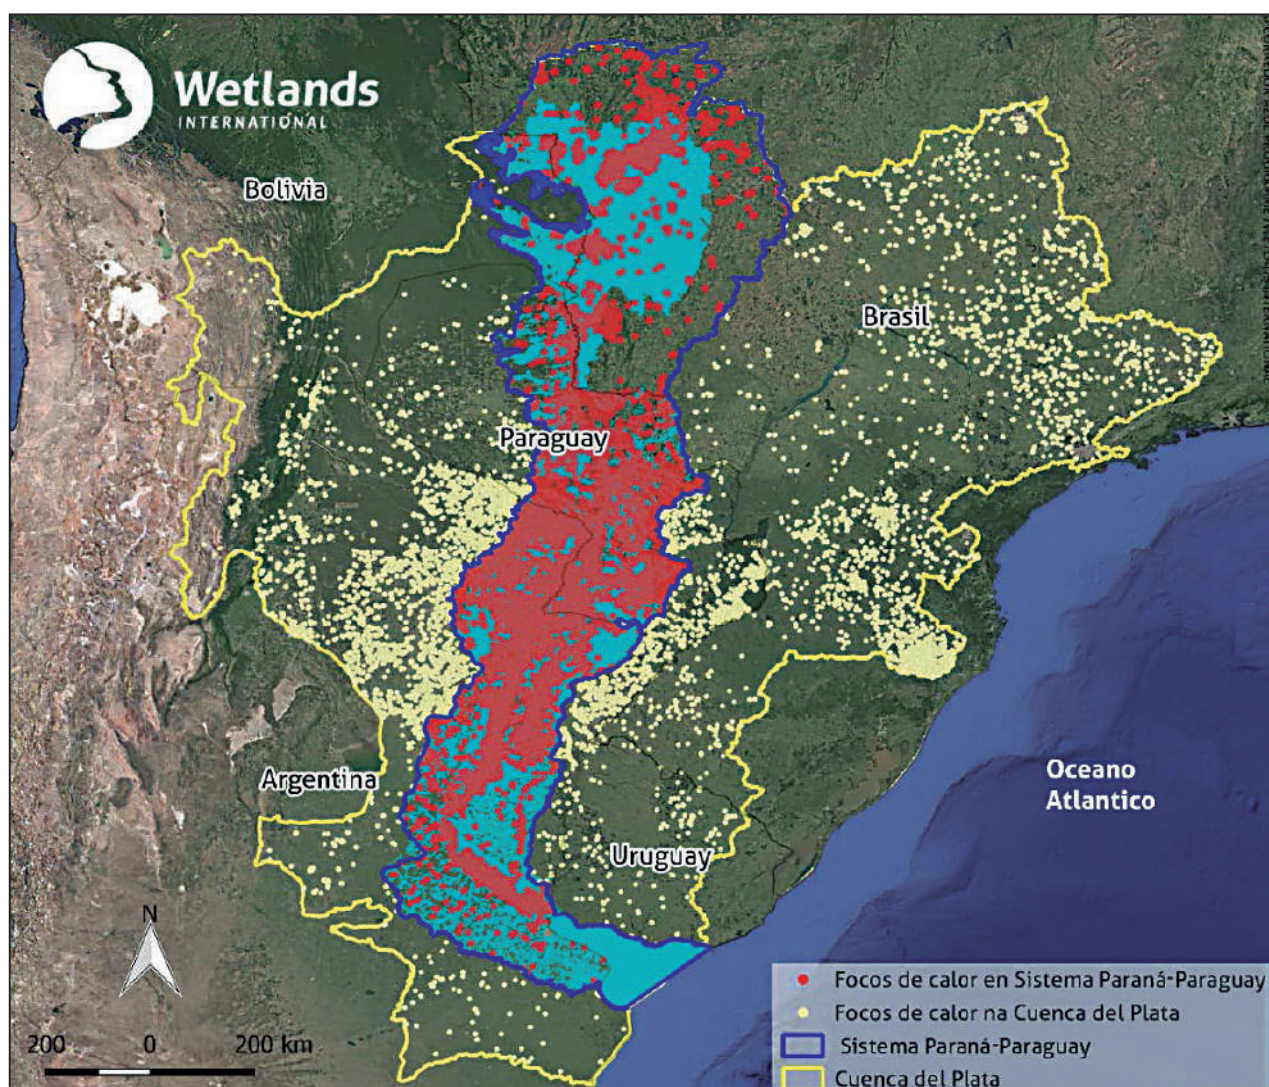 Wetlands
INTERNATIONAL
Bolivia
Brasil
Paraguay
Argentina
Oceano
Atlantico
Uruguay
N
200 0 200 km
Focos de calor en Sistema Paraná-Paraguay
Focos de calor na Cuenca del Plata
Sistema Paraná-Paraguay
Cuenca del Plata